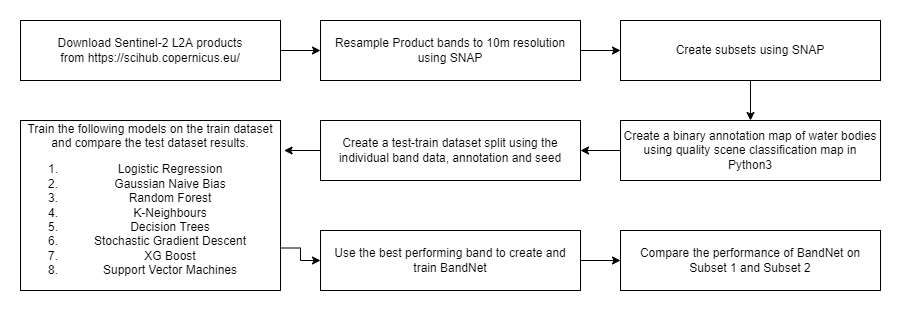 Download Sentinel-2 L2A products
from https://scihub.copernicus.eu/
Resample Product bands to 10m resolution
using SNAP
Create subsets using SNAP
Create a binary annotation map of water bodies
using quality scene classification map in
Python3
Create a test-train dataset split using the
individual band data, annotation and seed
Train the following models on the train dataset
and compare the test dataset results.
1. Logistic Regression
2. Gaussian Naive Bias
3. Random Forest
4. K-Neighbours
5. Decision Trees
6. Stochastic Gradient Descent
7. XG Boost
8. Support Vector Machines
Use the best performing band to create and
train BandNet
Compare the performance of BandNet on
Subset 1 and Subset 2